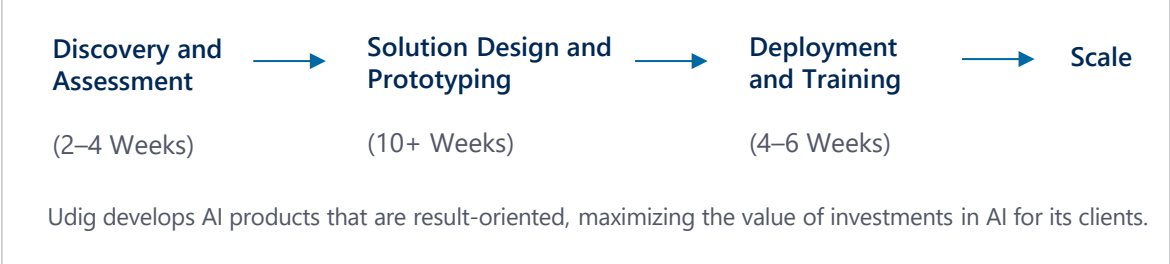 Discovery and
Assessment
(2–4 Weeks)
Solution Design and
Prototyping
(10+ Weeks)
Deployment
and Training
(4–6 Weeks)
Scale
Udig develops AI products that are result-oriented, maximizing the value of investments in AI for its clients.